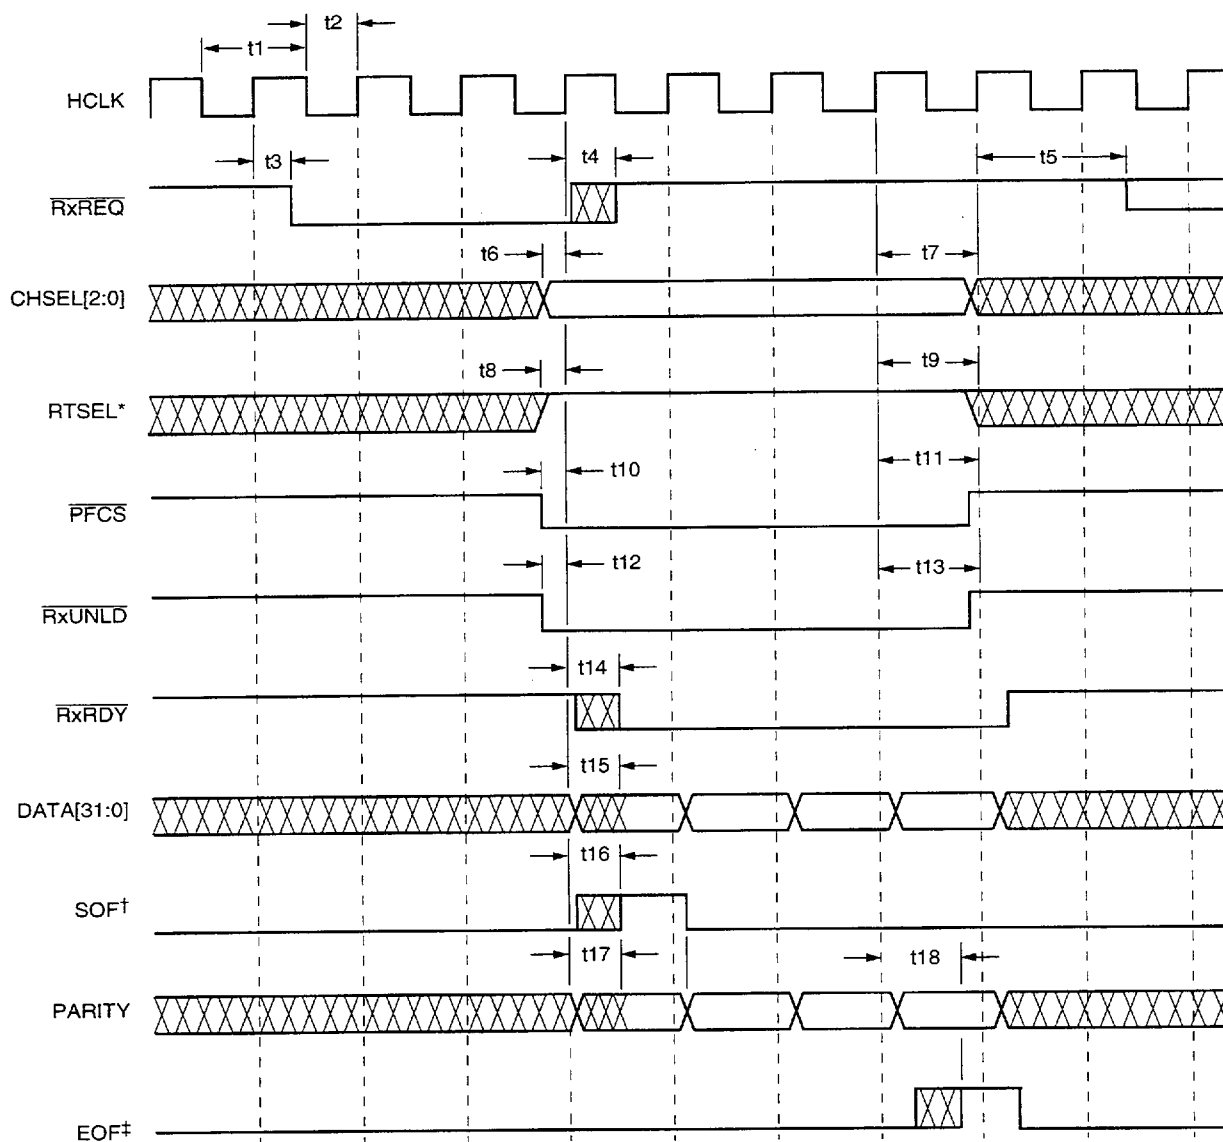 t2
t1
HCLK
t3
t4
t5
RxREQ
t6
t7
CHSEL[2:0]
t8
t9
RTSEL*
t10
t11
PFCS
t12
t13
RxUNLD
t14
RxRDY
t15
DATA[31:0]
t16
SOF†
t17
t18
PARITY
EOF‡